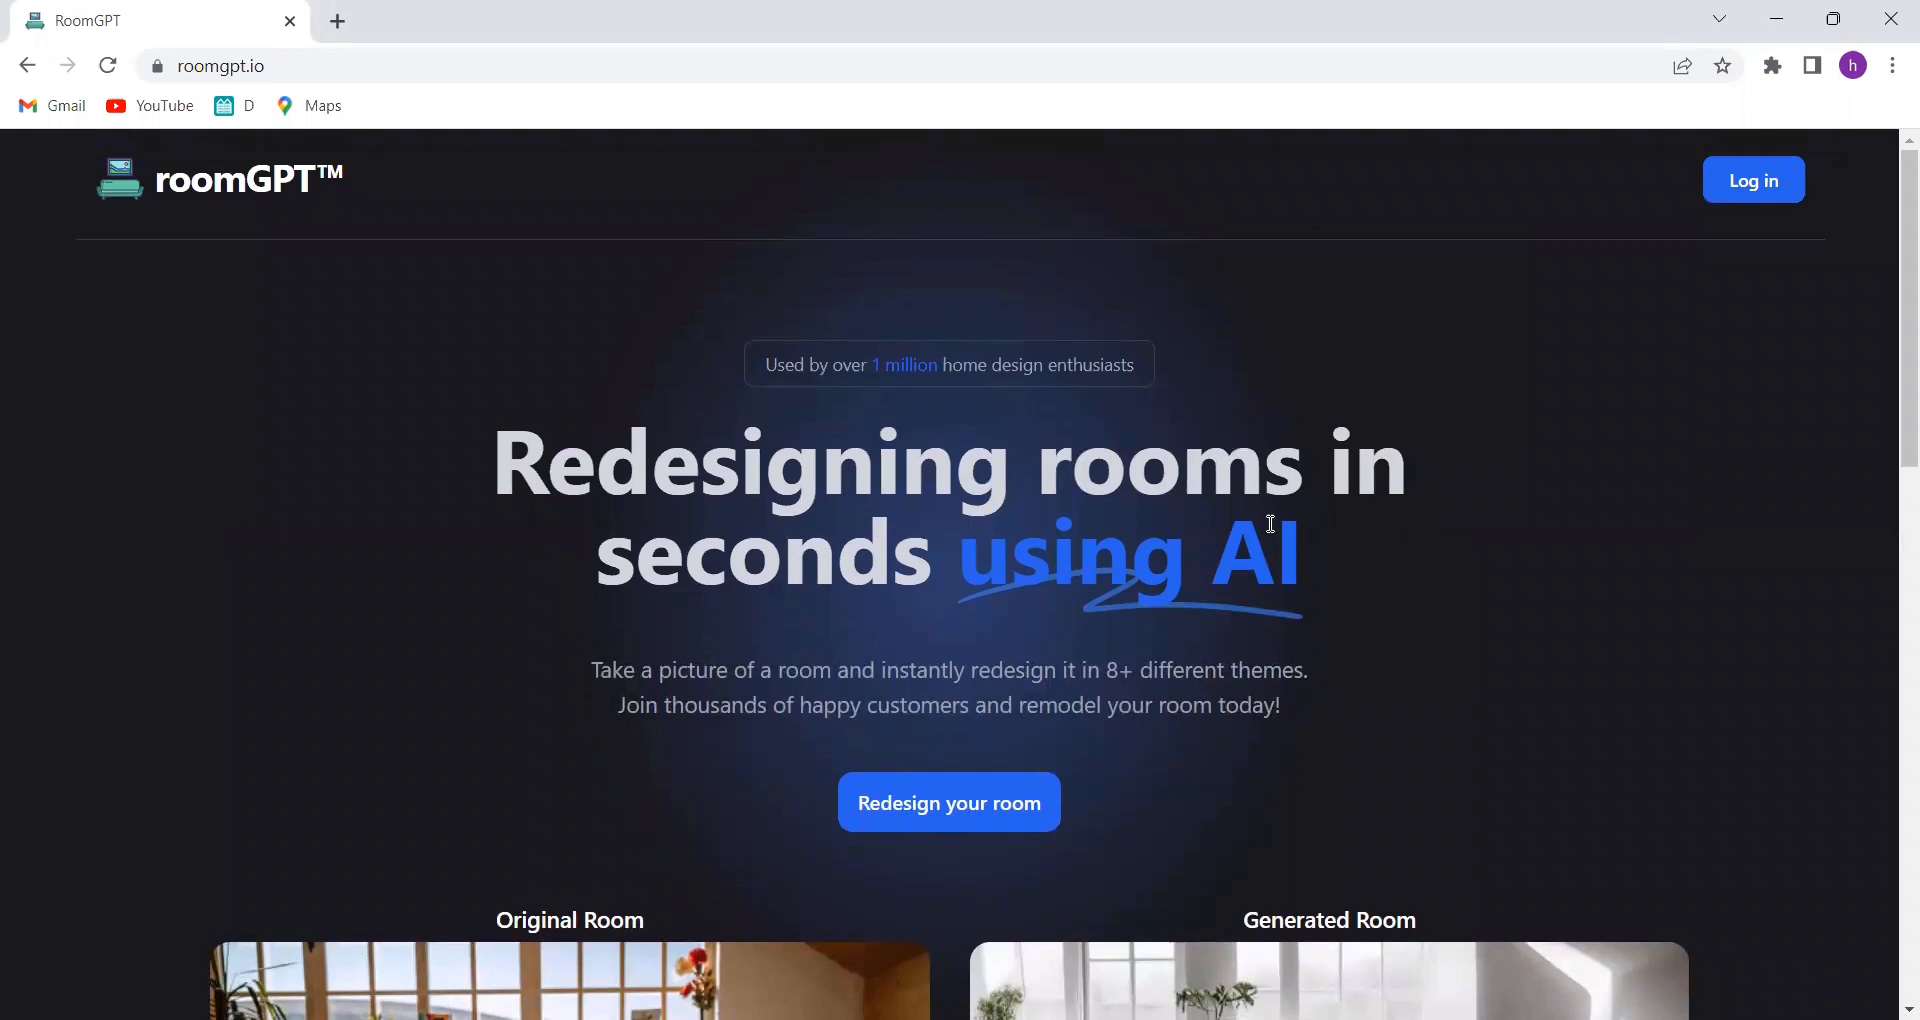 RoomGPT
roomgpt.io
h
Gmail
YouTube
D
Maps
roomGPT™
Log in
Used by over 1 million home design enthusiasts
Redesigning rooms in
seconds using AI
Take a picture of a room and instantly redesign it in 8+ different themes.
Join thousands of happy customers and remodel your room today!
Redesign your room
Original Room
Generated Room